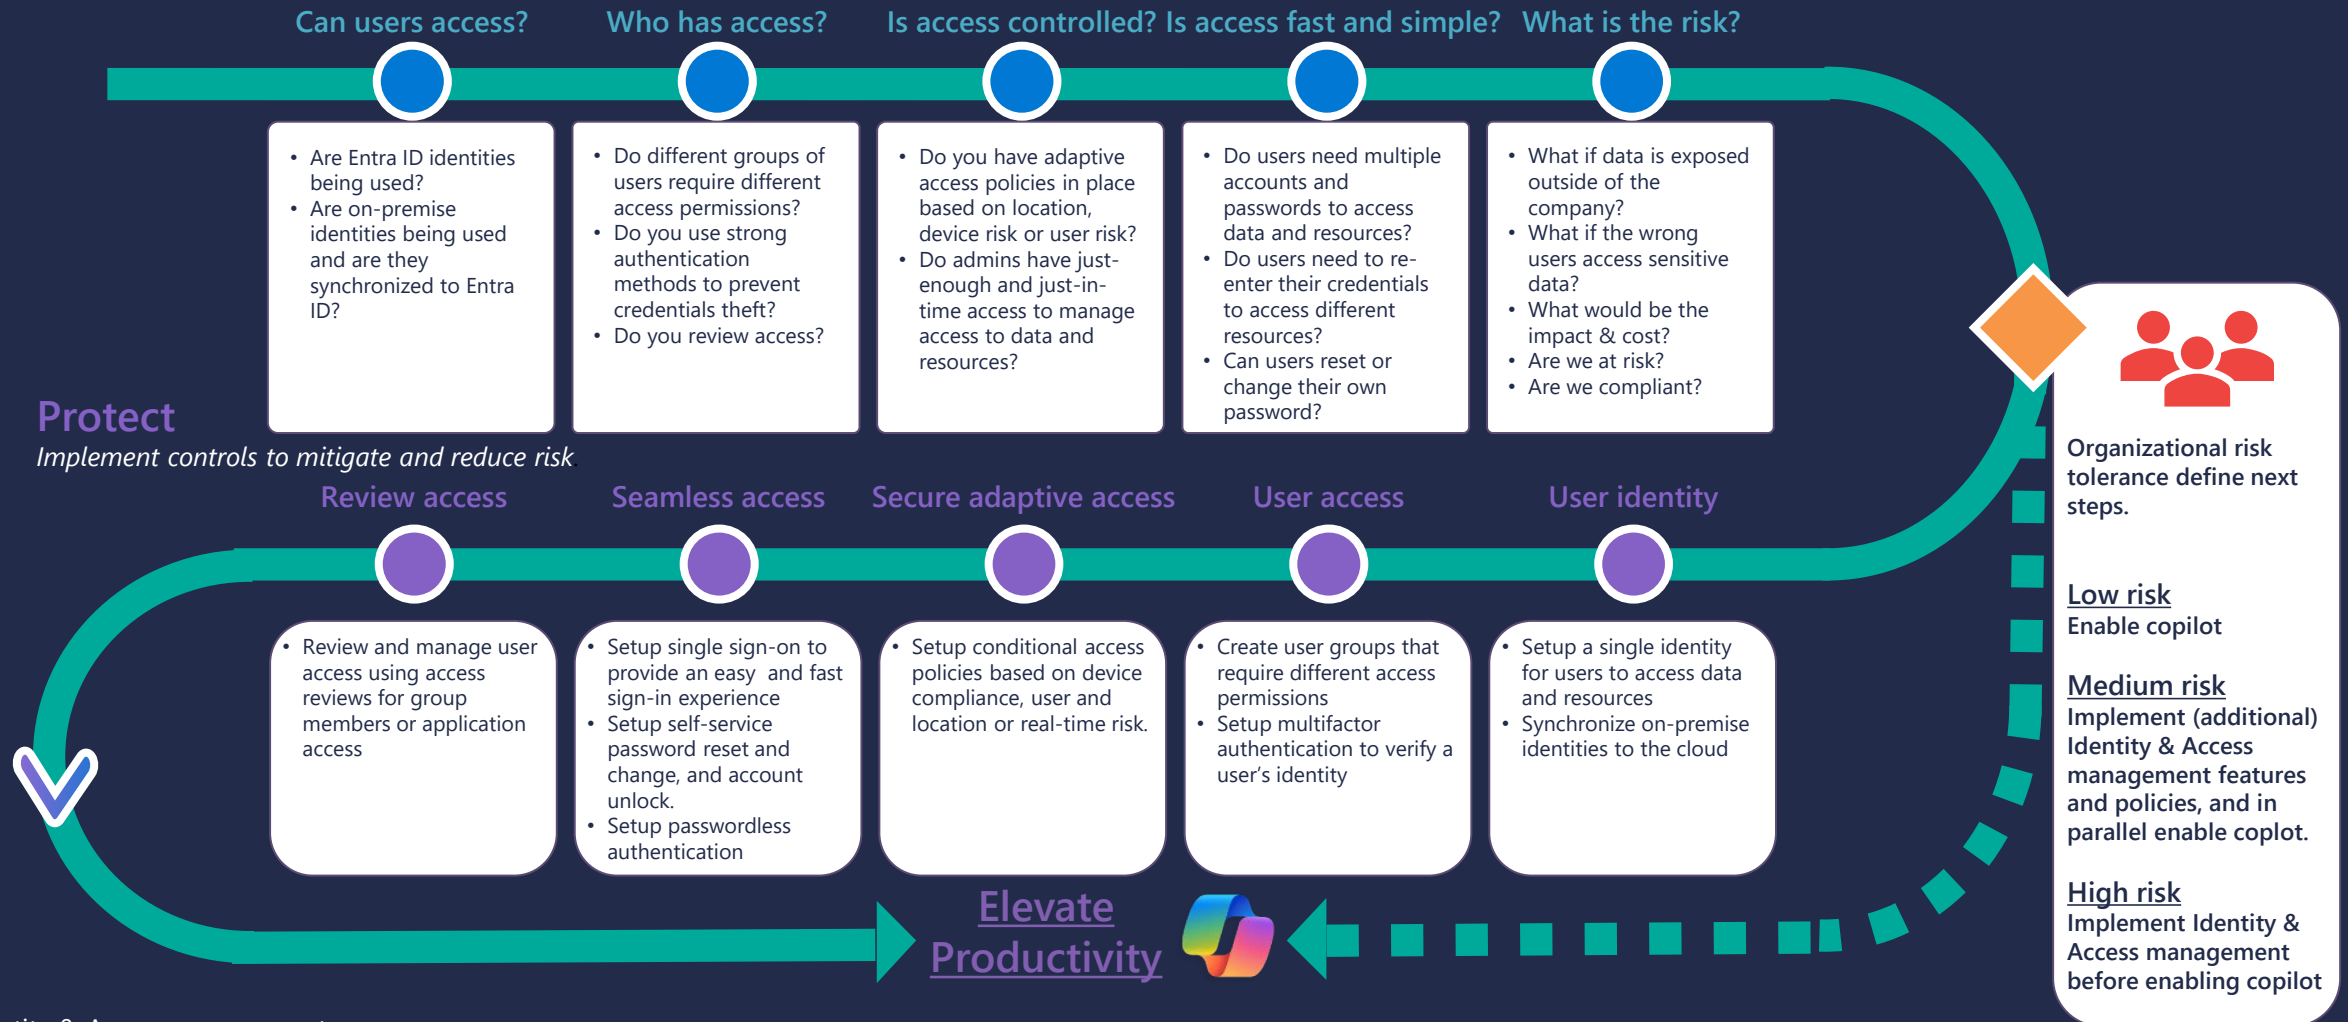 Can users access?
Who has access?
Is access controlled?
Is access fast and simple?
What is the risk?
• Are Entra ID identities
being used?
• Are on-premise
identities being used
and are they
synchronized to Entra
ID?
• Do different groups of
users require different
access permissions?
• Do you use strong
authentication
methods to prevent
credentials theft?
• Do you review access?
• Do you have adaptive
access policies in place
based on location,
device risk or user risk?
• Do admins have just-
enough and just-in-
time access to manage
access to data and
resources?
• Do users need multiple
accounts and
passwords to access
data and resources?
• Do users need to re-
enter their credentials
to access different
resources?
• Can users reset or
change their own
password?
• What if data is exposed
outside of the
company?
• What if the wrong
users access sensitive
data?
• What would be the
impact & cost?
• Are we at risk?
• Are we compliant?
Organizational risk
tolerance define next
steps.
Low risk
Enable copilot
Medium risk
Implement (additional)
Identity & Access
management features
and policies, and in
parallel enable coplot.
High risk
Implement Identity &
Access management
before enabling copilot
Protect
Implement controls to mitigate and reduce risk.
Review access
Seamless access
Secure adaptive access
User access
User identity
• Review and manage user
access using access
reviews for group
members or application
access
• Setup single sign-on to
provide an easy and fast
sign-in experience
• Setup self-service
password reset and
change, and account
unlock.
• Setup passwordless
authentication
• Setup conditional access
policies based on device
compliance, user and
location or real-time risk.
• Create user groups that
require different access
permissions
• Setup multifactor
authentication to verify a
user's identity
• Setup a single identity
for users to access data
and resources
• Synchronize on-premise
identities to the cloud
Elevate
Productivity